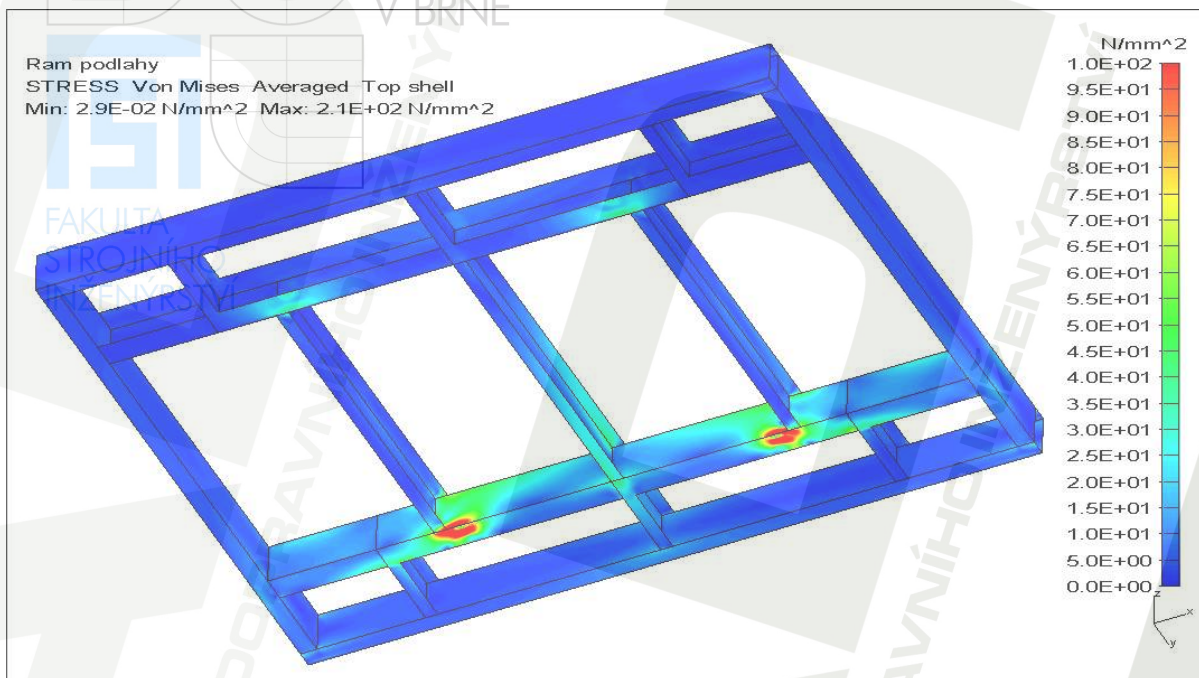 V BRNĚ
Ram podlahy
STRESS Von Mises Averaged Top shell
Min: 2.9E-02 N/mm^2 Max: 2.1E+02 N/mm^2
FAKULTA
STROJNÍHO
INŽENÝRSTVÍ
N/mm^2
1.0E+02
9.5E+01
9.0E+01
8.5E+01
8.0E+01
7.5E+01
7.0E+01
6.5E+01
6.0E+01
5.5E+01
5.0E+01
4.5E+01
4.0E+01
3.5E+01
3.0E+01
2.5E+01
2.0E+01
1.5E+01
1.0E+01
5.0E+00
0.0E+00
z
x
y